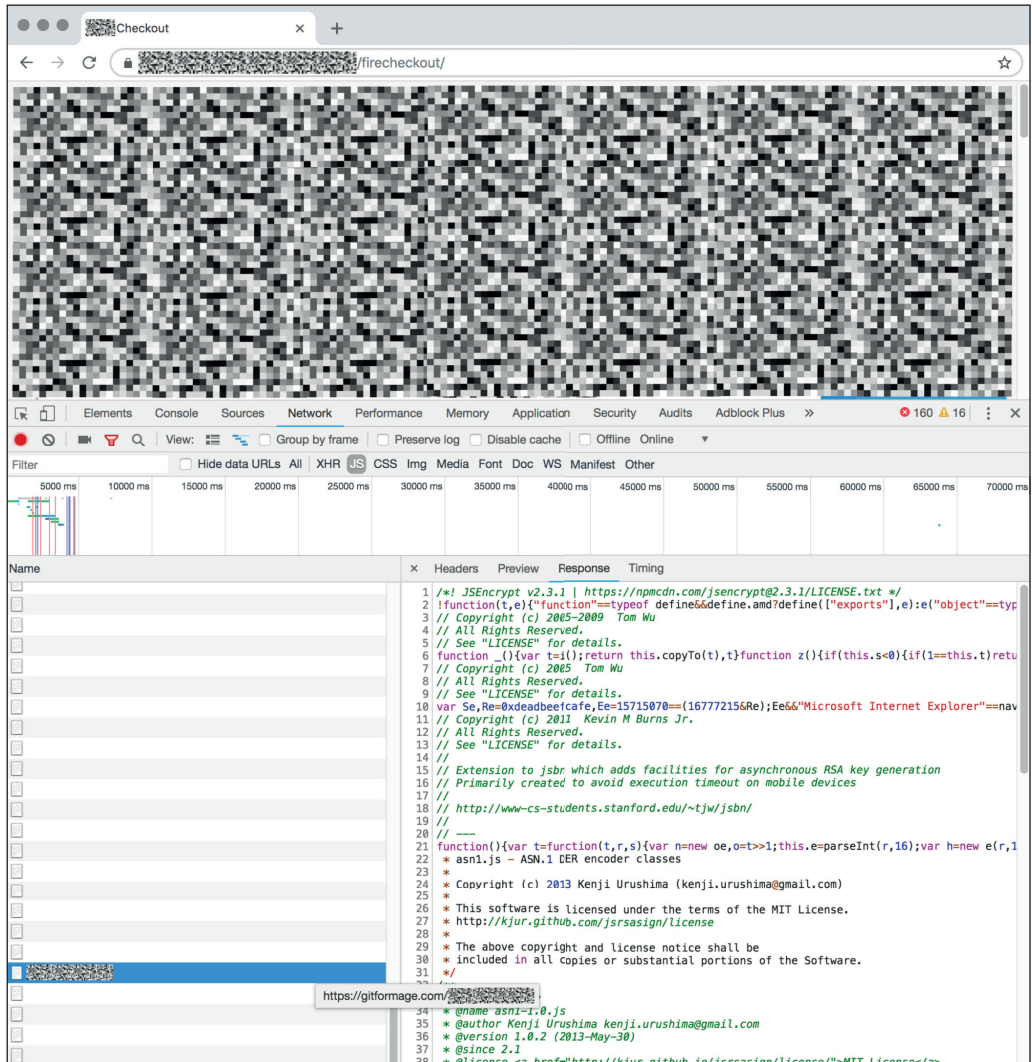 Checkout × +
/firecheckout/
Elements Console Sources Network Performance Memory Application Security Audits Adblock Plus » 160 16
View: Group by frame Preserve log Disable cache Offline Online
Filter Hide data URLs All XHR JS CSS Img Media Font Doc WS Manifest Other
5000 ms 10000 ms 15000 ms 20000 ms 25000 ms 30000 ms 35000 ms 40000 ms 45000 ms 50000 ms 55000 ms 60000 ms 65000 ms 70000 ms
Name × Headers Preview Response Timing
1 /*! JSEncrypt v2.3.1 | https://npmcdn.com/jsencrypt@2.3.1/LICENSE.txt */
2 !function(t,e){"function"==typeof define&&define.amd?define(["exports"],e):e("object"==typ
3 // Copyright (c) 2005-2009 Tom Wu
4 // All Rights Reserved.
5 // See "LICENSE" for details.
6 function _(){var t=i();return this.copyTo(t),t}function z(){if(this.s<0){if(1==this.t)retu
7 // Copyright (c) 2005 Tom Wu
8 // All Rights Reserved.
9 // See "LICENSE" for details.
10 var Se,Re=0xdeadbeefcafe,Ee=15715070==(16777215&Re);Ee&&"Microsoft Internet Explorer"==nav
11 // Copyright (c) 2011 Kevin M Burns Jr.
12 // All Rights Reserved.
13 // See "LICENSE" for details.
14 //
15 // Extension to jsbn which adds facilities for asynchronous RSA key generation
16 // Primarily created to avoid execution timeout on mobile devices
17 //
18 // http://www-cs-students.stanford.edu/~tjw/jsbn/
19 //
20 // ---
21 function(){var t=function(t,r,s){var n=new oe,o=t>>1;this.e=parseInt(r,16);var h=new e(r,1
22 * asn1.js - ASN.1 DER encoder classes
23 *
24 * Copyright (c) 2013 Kenji Urushima (kenji.urushima@gmail.com)
25 *
26 * This software is licensed under the terms of the MIT License.
27 * http://kjur.github.com/jsrsasign/license
28 *
29 * The above copyright and license notice shall be
30 * included in all copies or substantial portions of the Software.
31 */
https://gitformage.com/
34 * @name asn1-1.0.js
35 * @author Kenji Urushima kenji.urushima@gmail.com
36 * @version 1.0.2 (2013-May-30)
37 * @since 2.1
38 * @license <a href="http://kjur.github.io/jsrsasign/license/">MIT License</a>